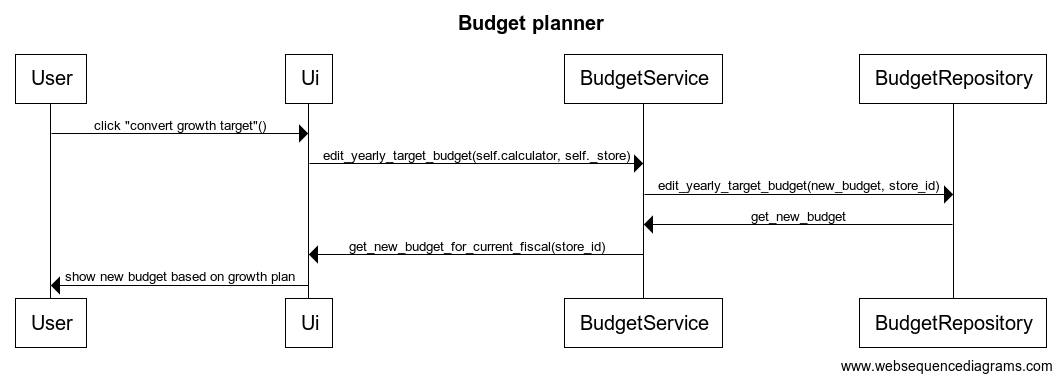 Budget planner
User
Ui
BudgetService
BudgetRepository
click "convert growth target"()
edit_yearly_target_budget(self.calculator, self._store)
edit_yearly_target_budget(new_budget, store_id)
get_new_budget
get_new_budget_for_current_fiscal(store_id)
show new budget based on growth plan
User
Ui
BudgetService
BudgetRepository
www.websequencediagrams.com